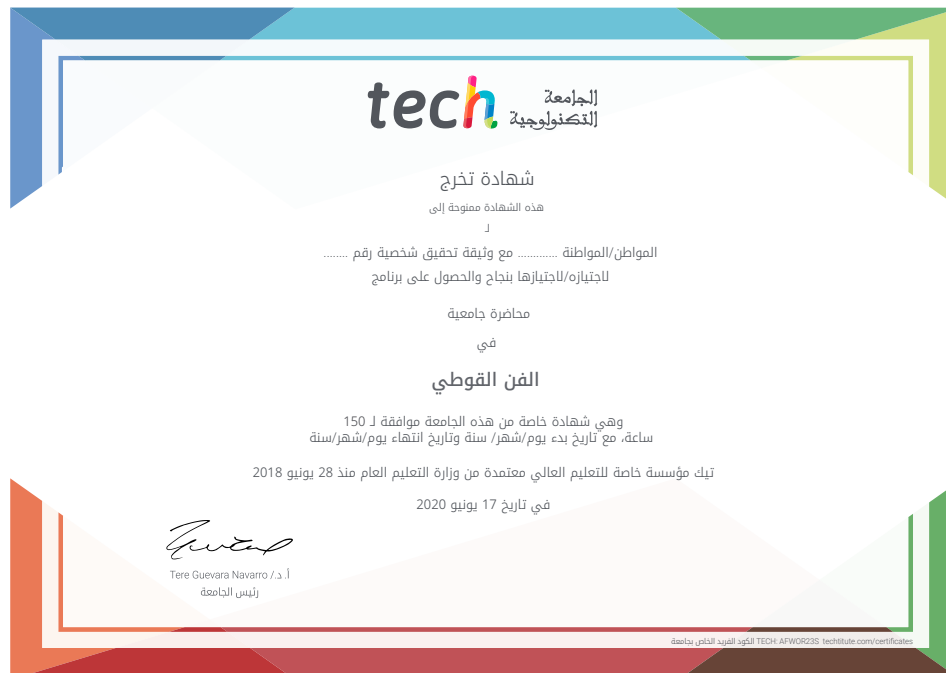 tech الجامعة
التكنولوجية
شهادة تخرج
هذه الشهادة ممنوحة إلى
لـ
المواطن/المواطنة ............ مع وثيقة تحقيق شخصية رقم ........
لاجتيازه/لاجتيازها بنجاح والحصول على برنامج
محاضرة جامعية
في
الفن القوطي
وهي شهادة خاصة من هذه الجامعة موافقة لـ 150
ساعة، مع تاريخ بدء يوم/شهر/ سنة وتاريخ انتهاء يوم/شهر/سنة
تيك مؤسسة خاصة للتعليم العالي معتمدة من وزارة التعليم العام منذ 28 يونيو 2018
في تاريخ 17 يونيو 2020
أ. د./ Tere Guevara Navarro
رئيس الجامعة
الكود الفريد الخاص بجامعة TECH: AFWOR23S techtitute.com/certificates